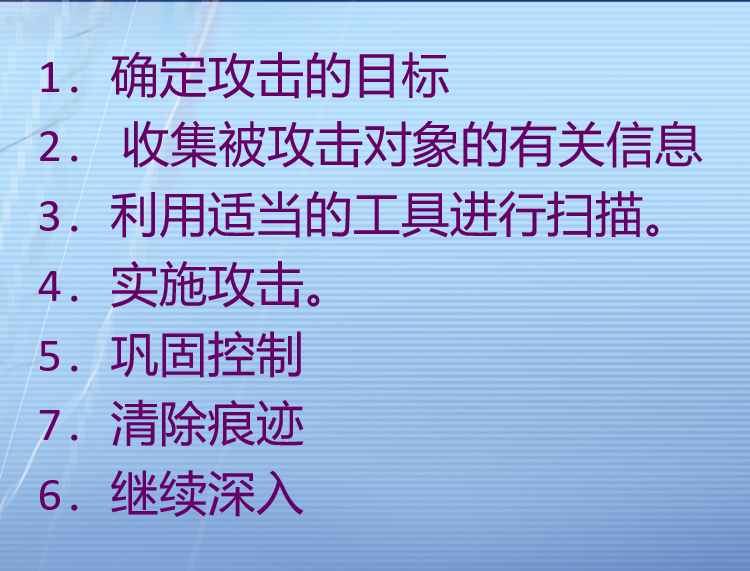 1．确定攻击的目标
2． 收集被攻击对象的有关信息
3．利用适当的工具进行扫描。
4．实施攻击。
5．巩固控制
7．清除痕迹
6．继续深入